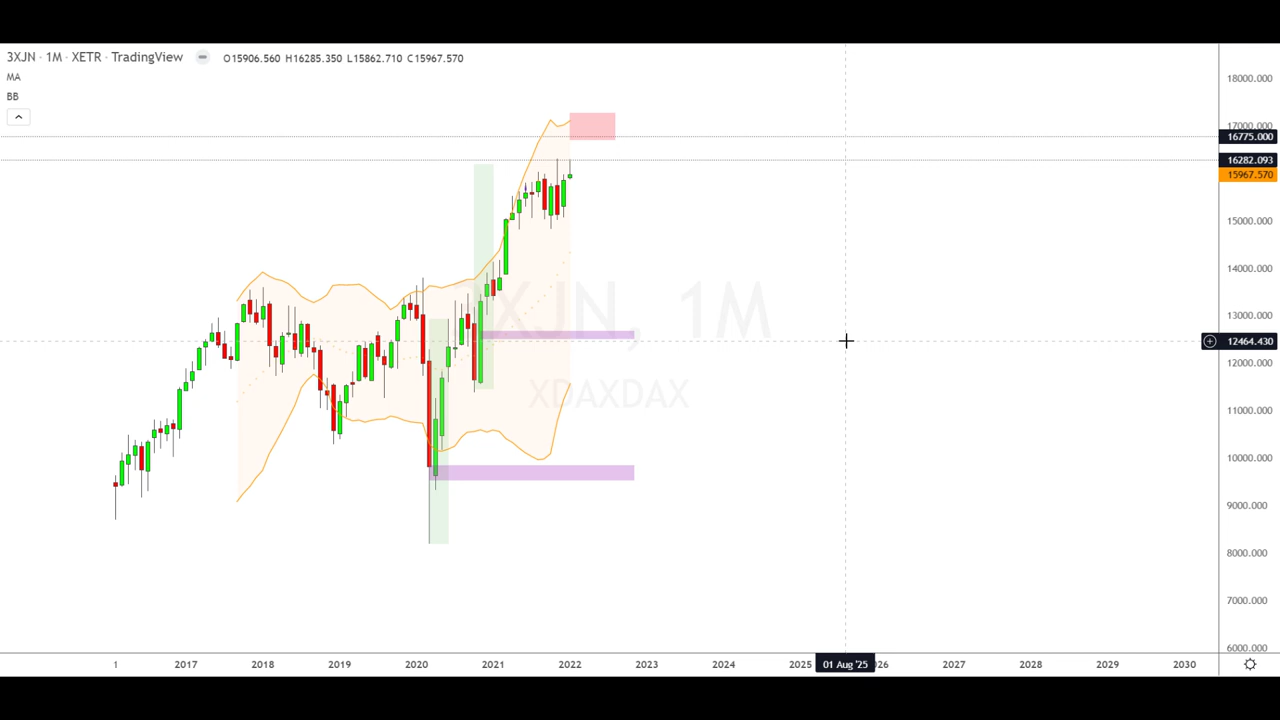 3XJN · 1M · XETR · TradingView O15906.560 H16285.350 L15862.710 C15967.570
MA
BB
18000.000
17000.000
16775.000
16282.093
15967.570
15000.000
14000.000
13000.000
12464.430
12000.000
11000.000
10000.000
9000.000
8000.000
7000.000
6000.000
3XJN, 1M
XDAXDAX
1 2017 2018 2019 2020 2021 2022 2023 2024 2025 01 Aug '25 26 2027 2028 2029 2030